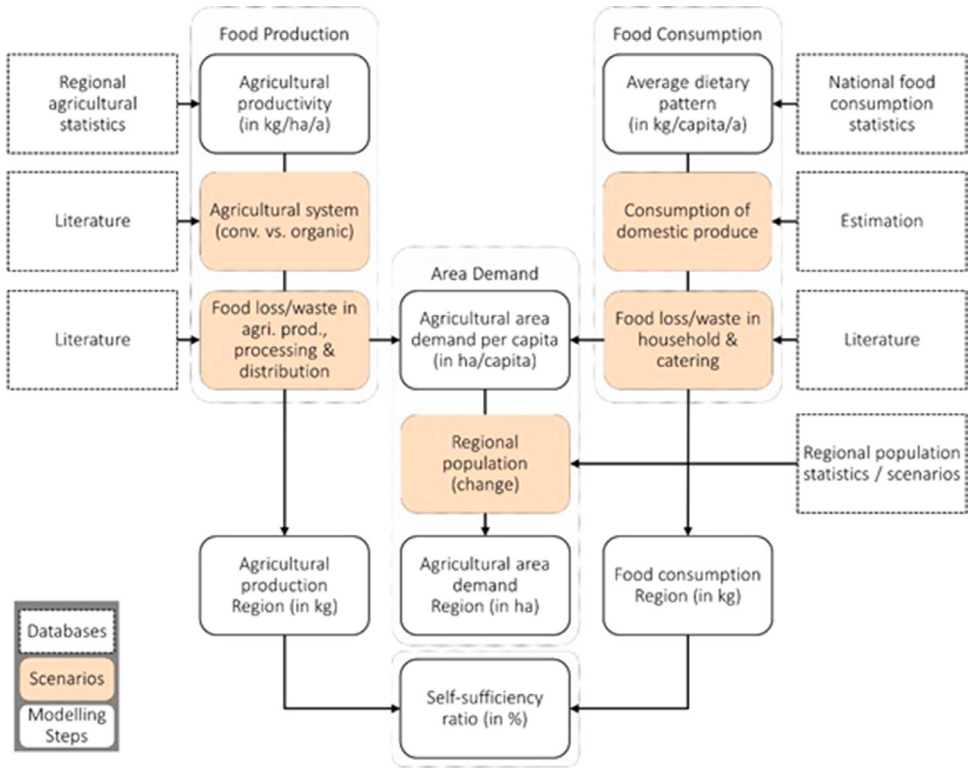 Food Production
Food Consumption
Regional
agricultural
statistics
Agricultural
productivity
(in kg/ha/a)
Average dietary
pattern
(in kg/capita/a)
National food
consumption
statistics
Literature
Agricultural system
(conv. vs. organic)
Consumption of
domestic produce
Estimation
Area Demand
Literature
Food loss/waste in
agri. prod.,
processing &
distribution
Agricultural area
demand per capita
(in ha/capita)
Food loss/waste in
household &
catering
Literature
Regional
population
(change)
Regional population
statistics / scenarios
Agricultural
production
Region (in kg)
Agricultural area
demand
Region (in ha)
Food consumption
Region (in kg)
Databases
Scenarios
Modelling
Steps
Self-sufficiency
ratio (in %)